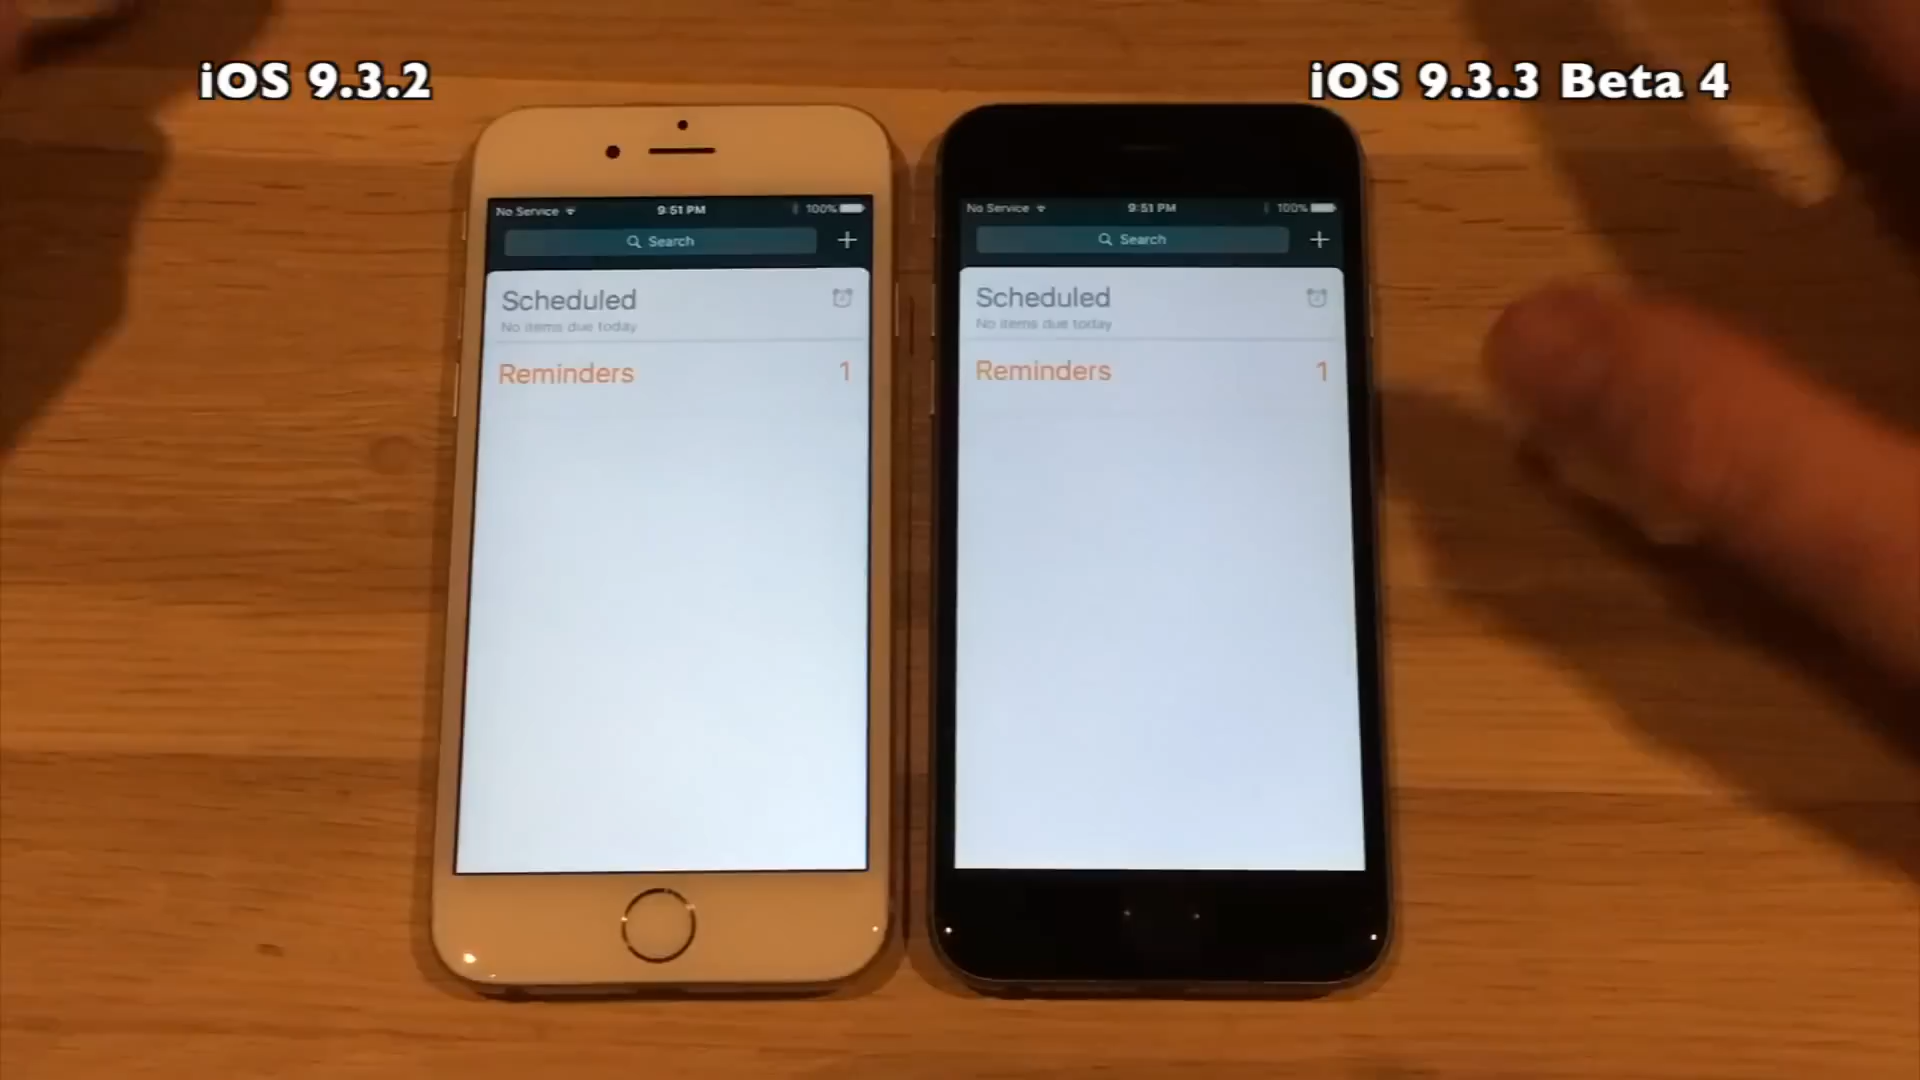 iOS 9.3.2
iOS 9.3.3 Beta 4
No Service 9:51 PM 100%
Search
Scheduled
No items due today
Reminders 1
No Service 9:51 PM 100%
Search
Scheduled
No items due today
Reminders 1